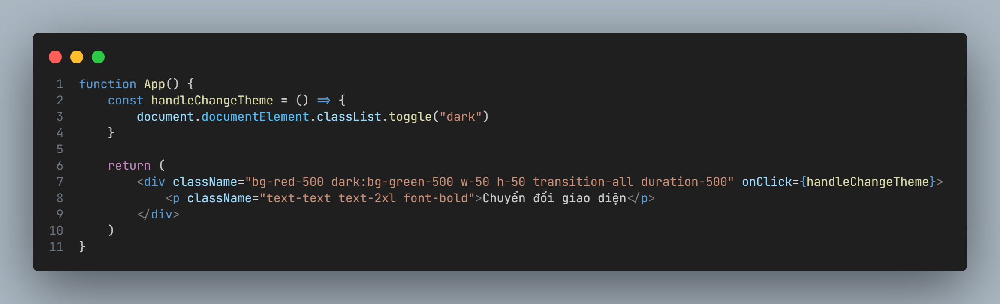 1 function App() {
2     const handleChangeTheme = () => {
3         document.documentElement.classList.toggle("dark")
4     }
5
6     return (
7         <div className="bg-red-500 dark:bg-green-500 w-50 h-50 transition-all duration-500" onClick={handleChangeTheme}>
8             <p className="text-text text-2xl font-bold">Chuyển đổi giao diện</p>
9         </div>
10     )
11 }